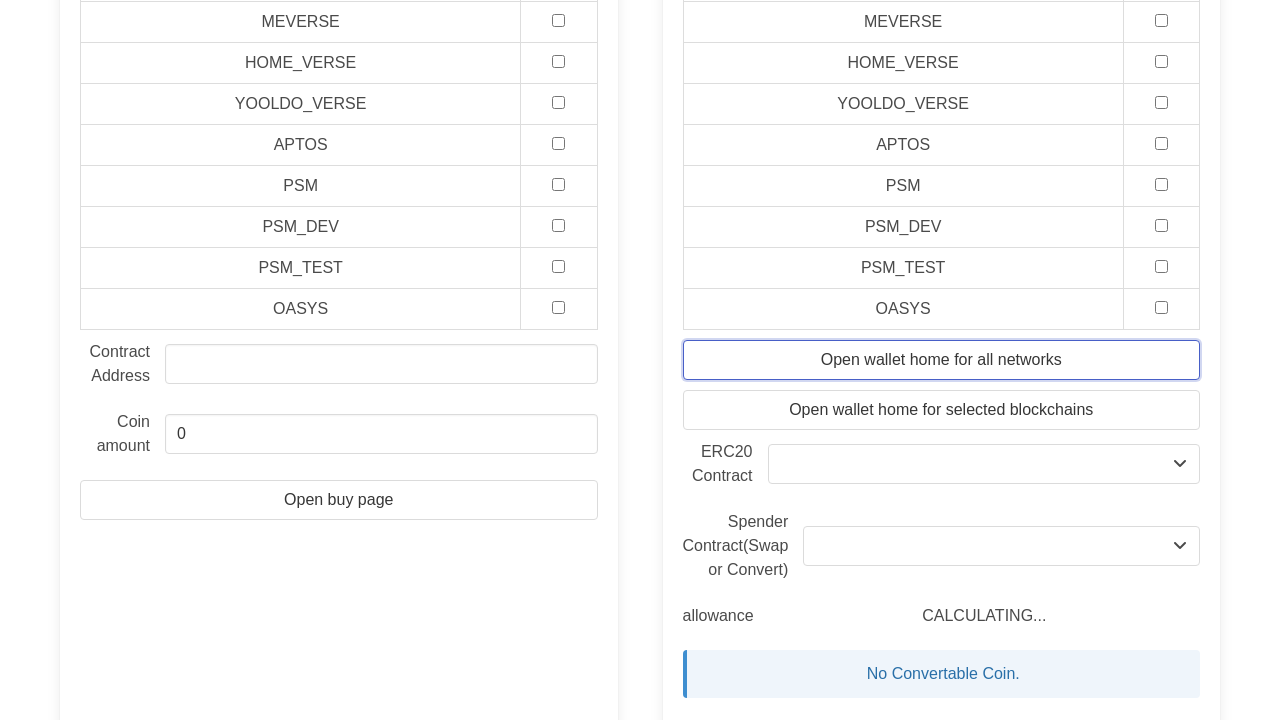 MEVERSE
HOME_VERSE
YOOLDO_VERSE
APTOS
PSM
PSM_DEV
PSM_TEST
OASYS
Contract
Address
Coin
amount
0
Open buy page
MEVERSE
HOME_VERSE
YOOLDO_VERSE
APTOS
PSM
PSM_DEV
PSM_TEST
OASYS
Open wallet home for all networks
Open wallet home for selected blockchains
ERC20
Contract
Spender
Contract(Swap
or Convert)
allowance CALCULATING...
No Convertable Coin.